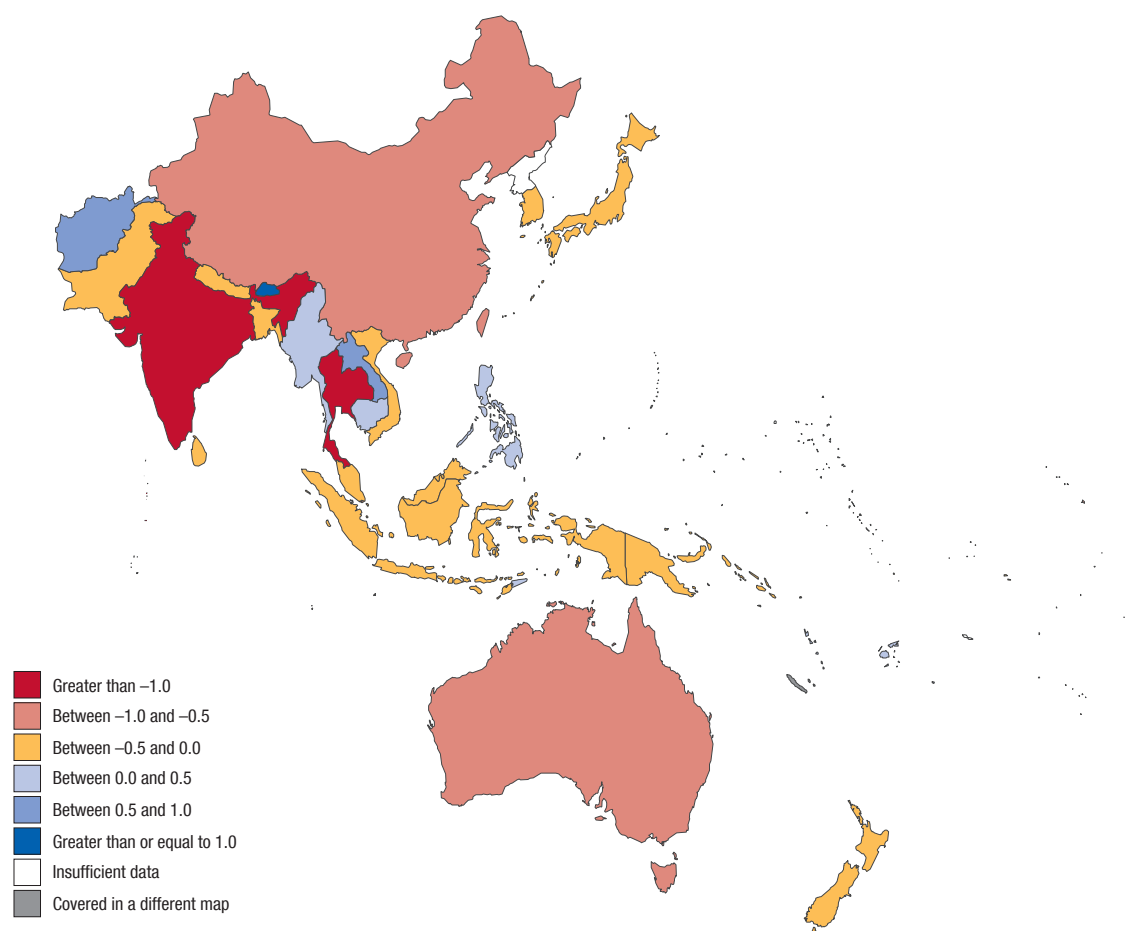 Greater than –1.0
Between –1.0 and –0.5
Between –0.5 and 0.0
Between 0.0 and 0.5
Between 0.5 and 1.0
Greater than or equal to 1.0
Insufficient data
Covered in a different map